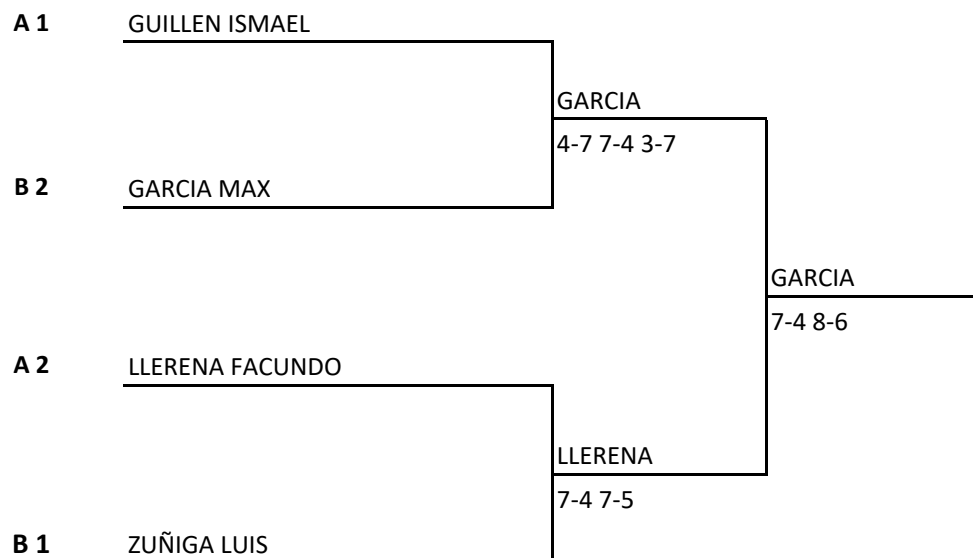 A 1 GUILLEN ISMAEL
GARCIA
4-7 7-4 3-7
B 2 GARCIA MAX
GARCIA
7-4 8-6
A 2 LLERENA FACUNDO
LLERENA
7-4 7-5
B 1 ZUÑIGA LUIS